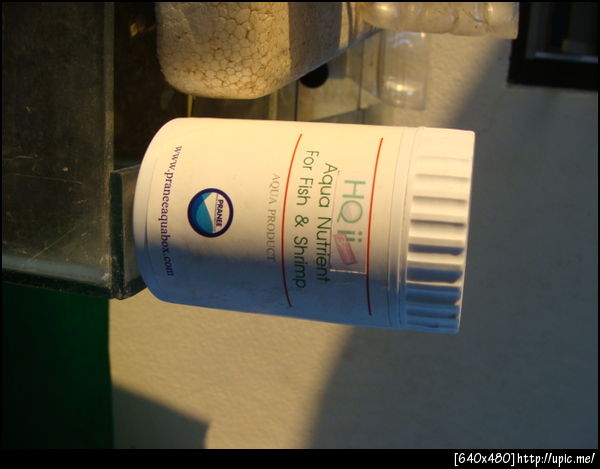 HQii
Aqua Nutrient
For Fish & Shrimp
AQUA PRODUCT
PRANEE
www.praneeaquabox.com
[640x480]http://upic.me/